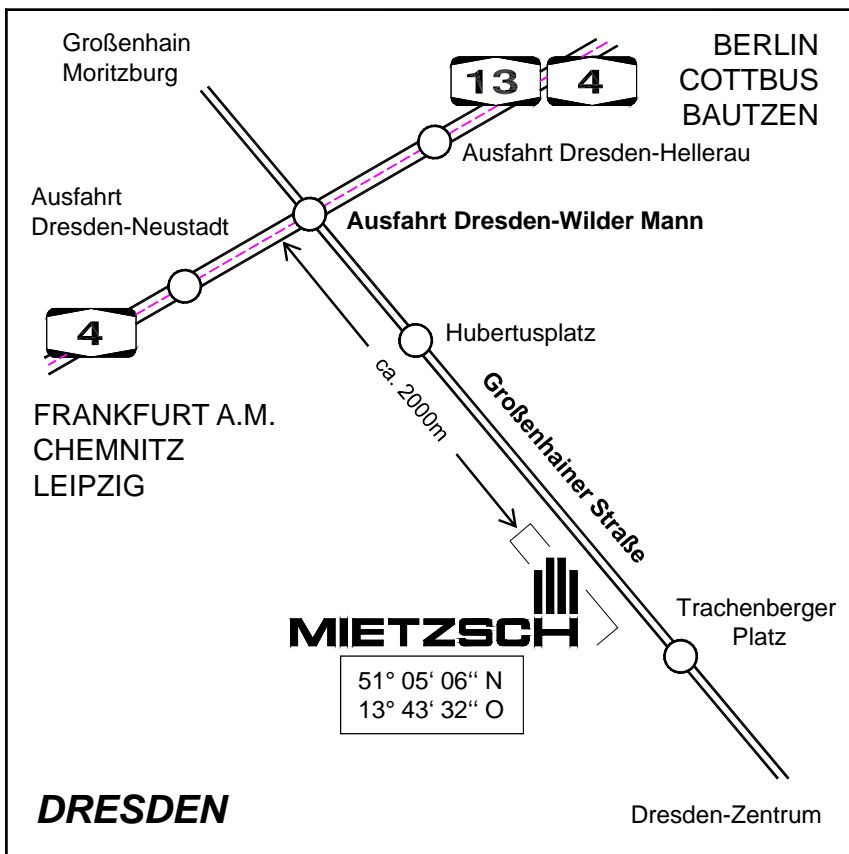 Großenhain
Moritzburg
BERLIN
COTTBUS
BAUTZEN
13
4
Ausfahrt Dresden-Hellerau
Ausfahrt
Dresden-Neustadt
Ausfahrt Dresden-Wilder Mann
4
Hubertusplatz
ca. 2000m
Großenhainer Straße
FRANKFURT A.M.
CHEMNITZ
LEIPZIG
MIETZSCH
Trachenberger
Platz
51° 05‘ 06“ N
13° 43‘ 32“ O
DRESDEN
Dresden-Zentrum